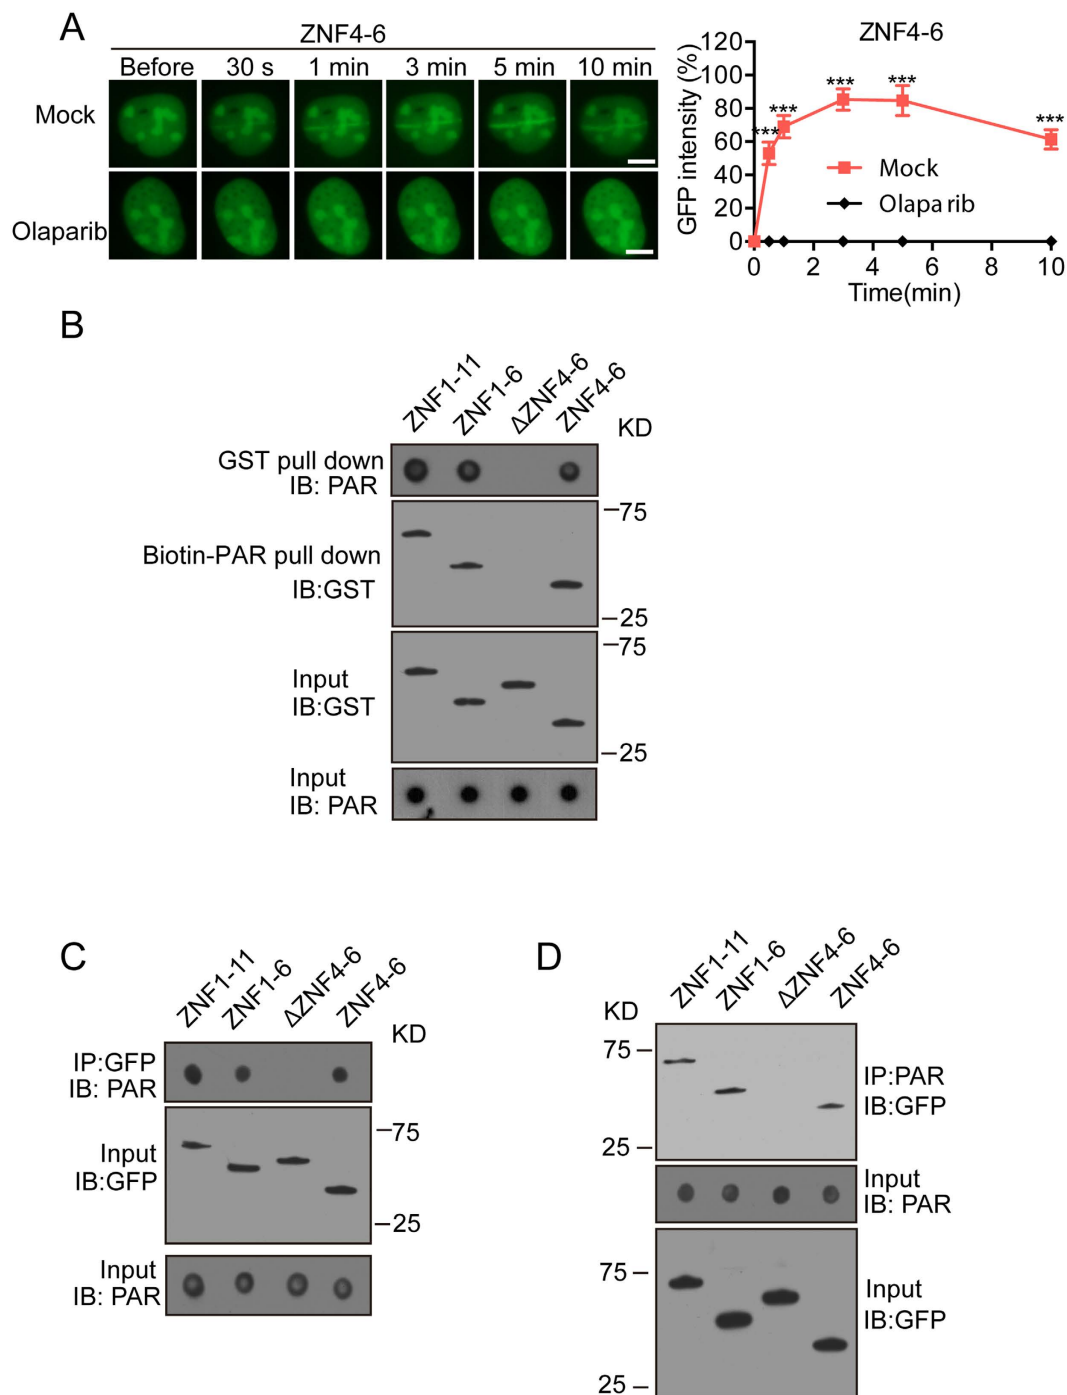 A
ZNF4-6
Before 30 s 1 min 3 min 5 min 10 min
Mock
Olaparib
ZNF4-6
GFP intensity (%)
120
100
80
60
40
20
0
*** *** *** *** ***
Mock
Olapa rib
0 2 4 6 8 10
Time(min)
B
ZNF1-11 ZNF1-6 ΔZNF4-6 ZNF4-6
KD
GST pull down
IB: PAR
Biotin-PAR pull down
IB:GST
75
25
Input
IB:GST
75
25
Input
IB: PAR
C
ZNF1-11 ZNF1-6 ΔZNF4-6 ZNF4-6
KD
IP:GFP
IB: PAR
Input
IB:GFP
75
25
Input
IB: PAR
D
ZNF1-11 ZNF1-6 ΔZNF4-6 ZNF4-6
KD
75
25
IP:PAR
IB:GFP
Input
IB: PAR
75
25
Input
IB:GFP